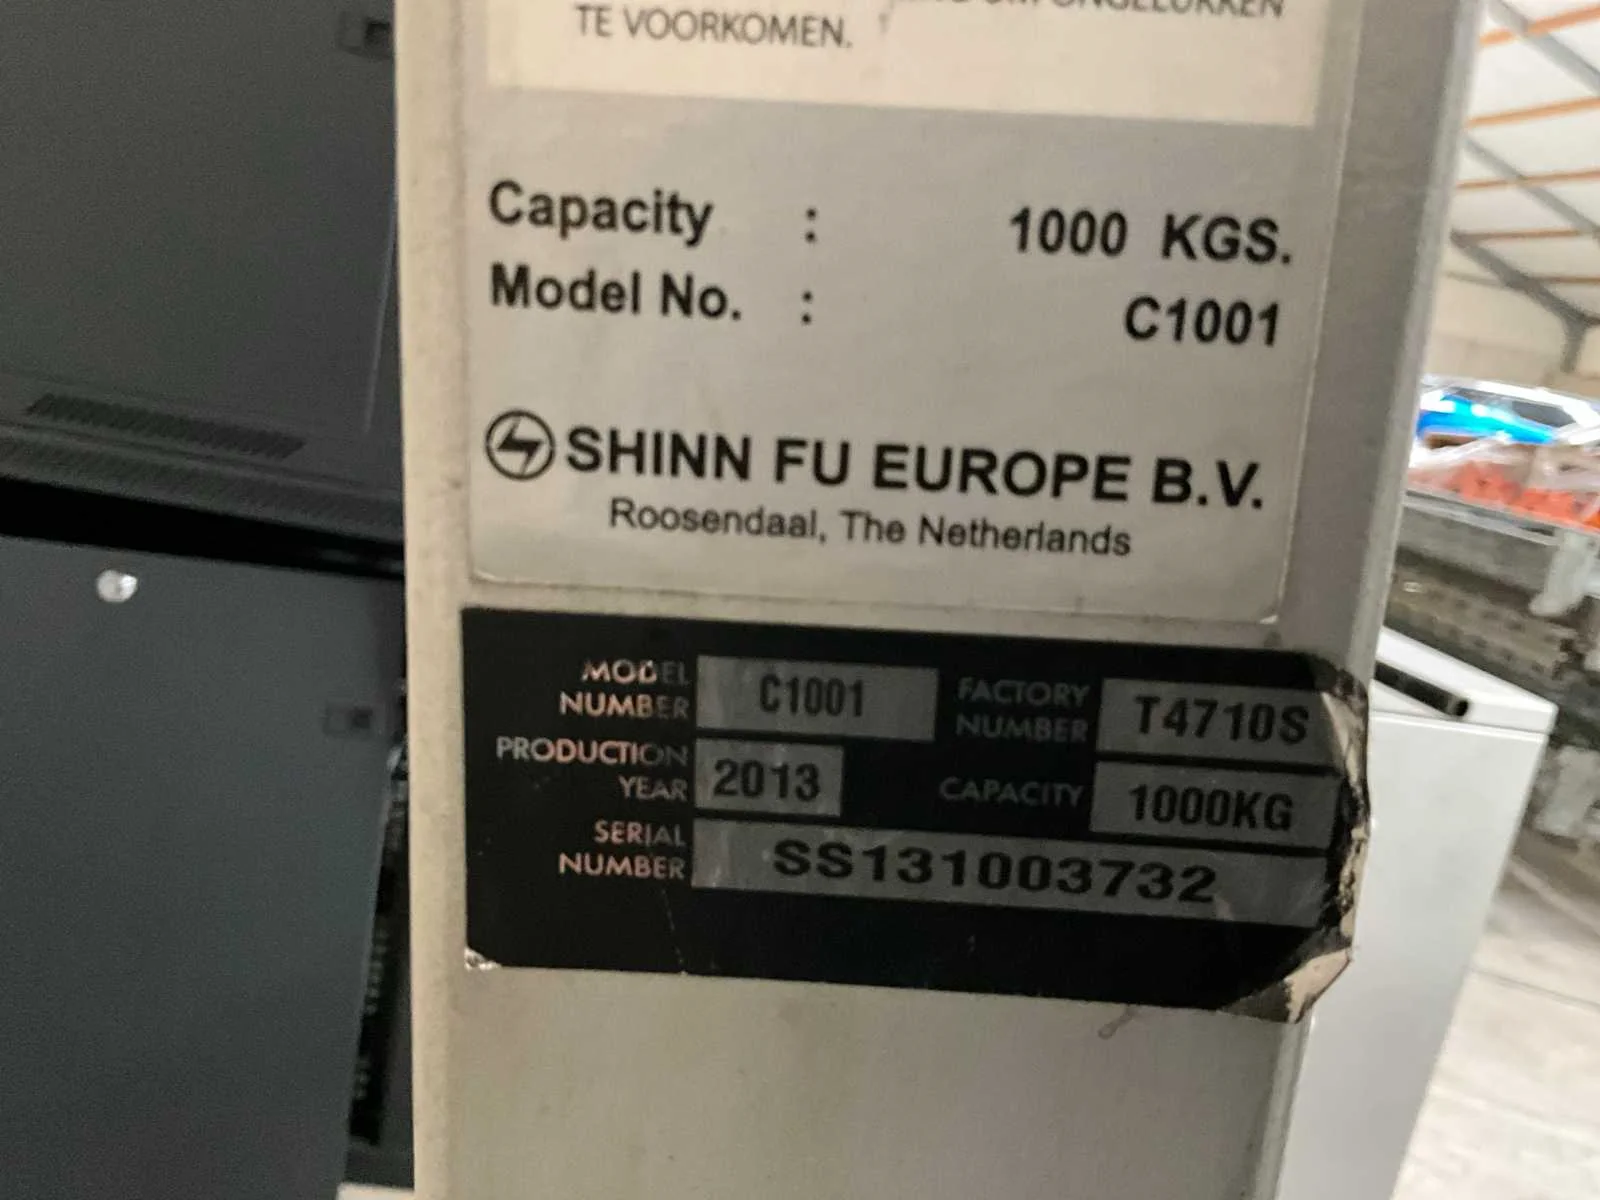 ONGELUKKEN
TE VOORKOMEN.
Capacity : 1000 KGS.
Model No. : C1001
SHINN FU EUROPE B.V.
Roosendaal, The Netherlands
MODEL NUMBER C1001 FACTORY NUMBER T4710S
PRODUCTION YEAR 2013 CAPACITY 1000KG
SERIAL NUMBER SS131003732